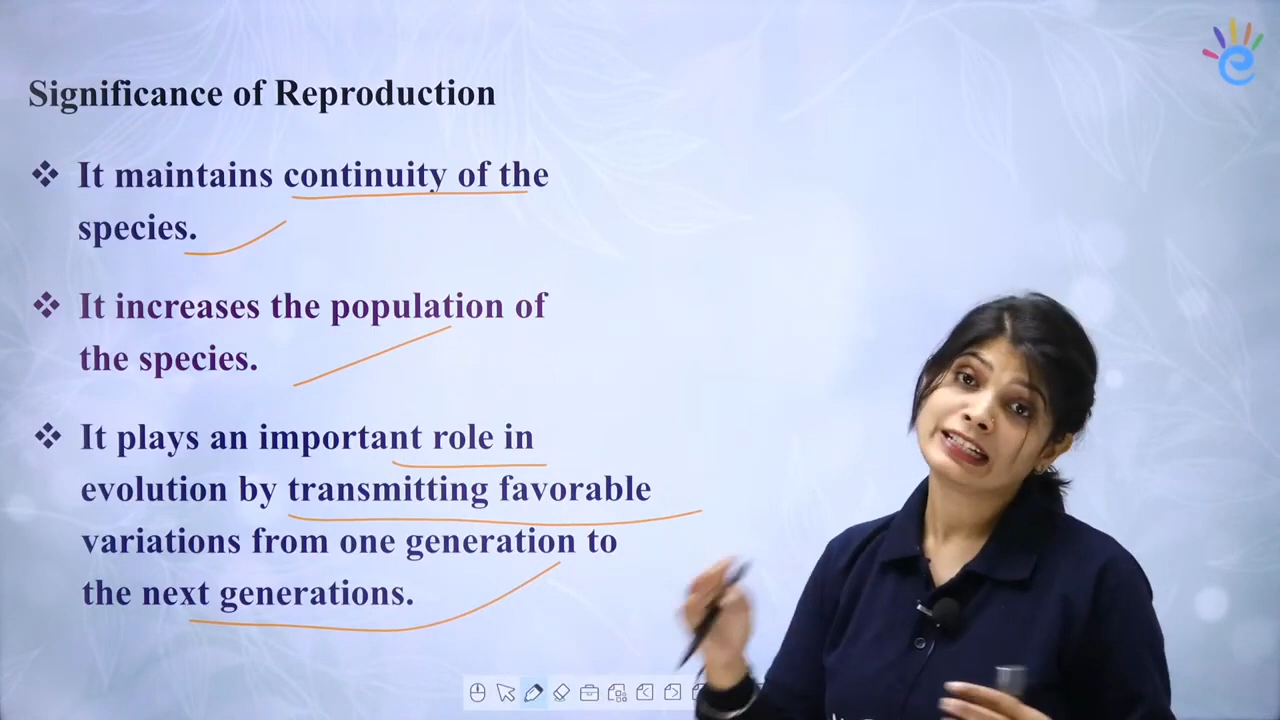 Significance of Reproduction
❖ It maintains continuity of the
species.
❖ It increases the population of
the species.
❖ It plays an important role in
evolution by transmitting favorable
variations from one generation to
the next generations.